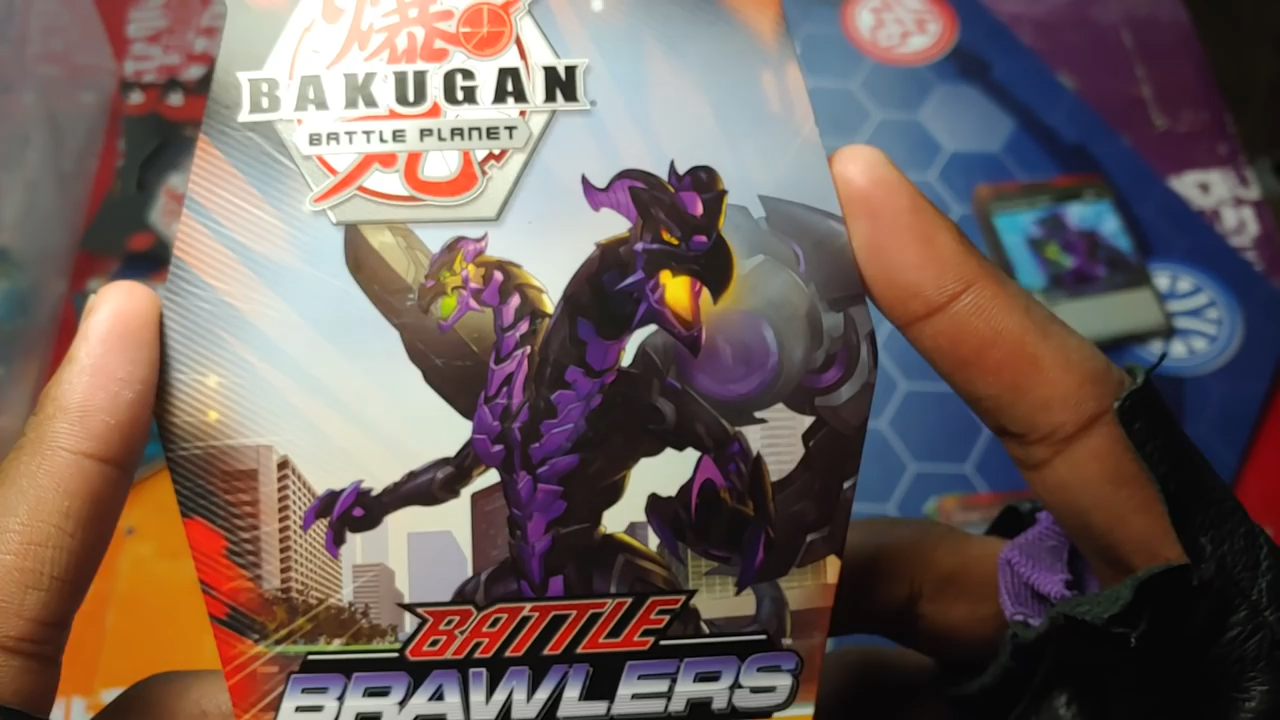 爆
BAKUGAN
BATTLE PLANET
丸
BATTLE
BRAWLERS